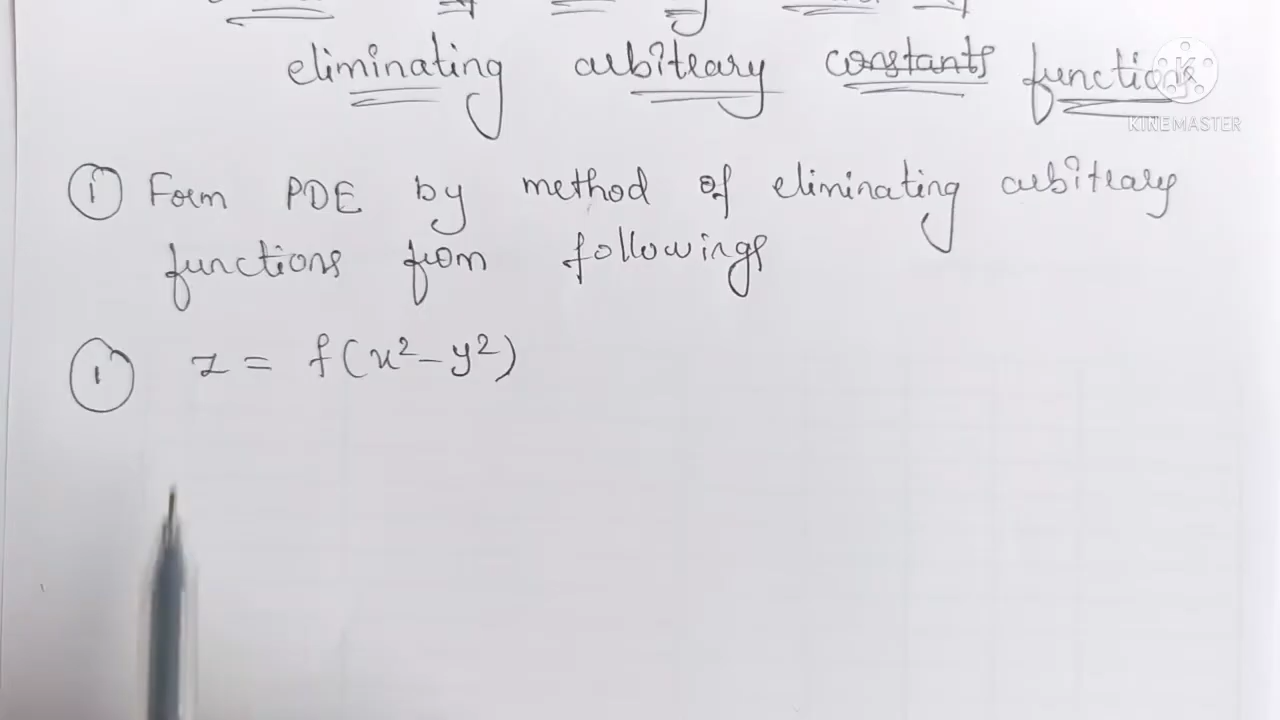 eliminating arbitrary constants functions
KINEMASTER
① Form PDE by method of eliminating arbitrary
functions from followings
① z = f(x²-y²)